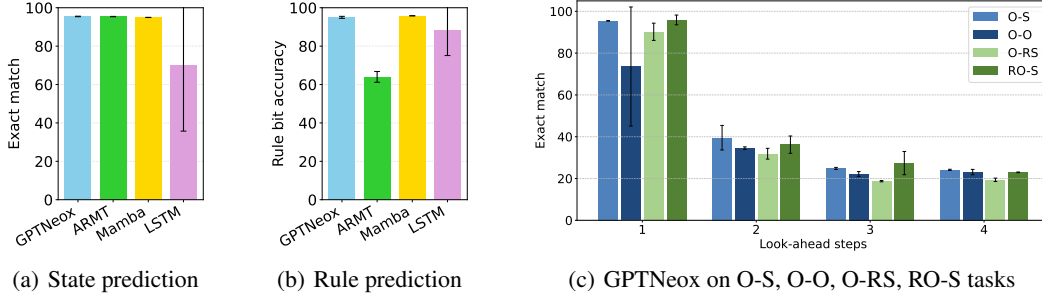 Exact match
100
80
60
40
20
0
GPTNeox
ARMT
Mamba
LSTM
(a) State prediction
Rule bit accuracy
100
80
60
40
20
0
GPTNeox
ARMT
Mamba
LSTM
(b) Rule prediction
Exact match
100
80
60
40
20
0
1
2
3
4
Look-ahead steps
O-S
O-O
O-RS
RO-S
(c) GPTNeox on O-S, O-O, O-RS, RO-S tasks